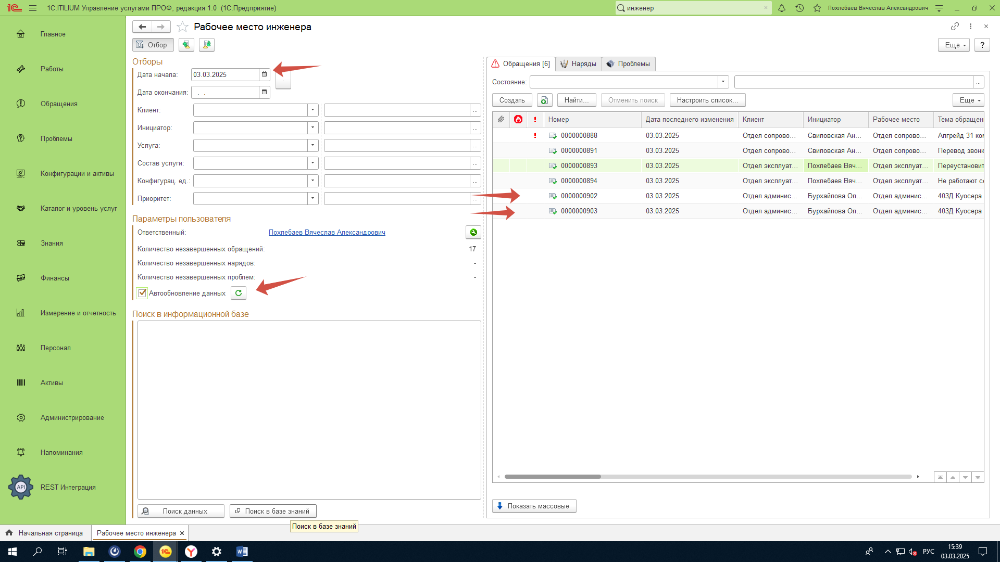 1С:ITILIUM Управление услугами ПРОФ, редакция 1.0 (1С:Предприятие)
инженер
Похлебаев Вячеслав Александрович
Главное
Работы
Обращения
Проблемы
Конфигурации и активы
Каталог и уровень услуг
Знания
Финансы
Измерение и отчетность
Персонал
Активы
Администрирование
Напоминания
API
REST Интеграция
Рабочее место инженера
Отбор
Еще
?
Отборы
Дата начала: 03.03.2025
Дата окончания: . .
Клиент:
Инициатор:
Услуга:
Состав услуги:
Конфигурац. ед.:
Приоритет:
Параметры пользователя
Ответственный: Похлебаев Вячеслав Александрович
Количество незавершенных обращений: 17
Количество незавершенных нарядов: -
Количество незавершенных проблем: -
Автообновление данных
Поиск в информационной базе
Поиск данных
Поиск в базе знаний
Поиск в базе знаний
Обращения [6] Наряды Проблемы
Состояние:
Создать Найти... Отменить поиск Настроить список... Еще
! Номер Дата последнего изменения Клиент Инициатор Рабочее место Тема обращен
! 0000000888 03.03.2025 Отдел сопрово... Свиловская Ан... Отдел сопрово... Апгрейд 31 ко
0000000891 03.03.2025 Отдел сопрово... Свиловская Ан... Отдел сопрово... Перевод звонк
0000000893 03.03.2025 Отдел эксплуат... Похлебаев Вяч... Отдел эксплуат... Переустановит
0000000894 03.03.2025 Отдел эксплуат... Похлебаев Вяч... Отдел эксплуат... Не работают с
0000000902 03.03.2025 Отдел админис... Бурхайлова Ол... Отдел админис... 403Д Куосера
0000000903 03.03.2025 Отдел админис... Бурхайлова Ол... Отдел админис... 403Д Куосера
Показать массовые
Начальная страница
Рабочее место инженера
РУС
15:39
03.03.2025